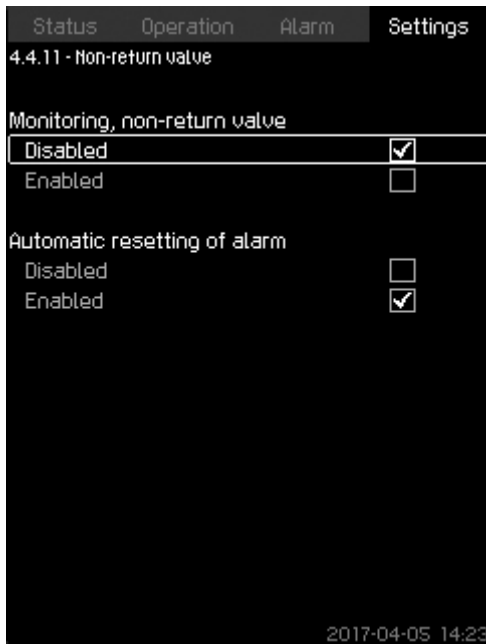 Status Operation Alarm Settings
4.4.11 - Non-return valve
Monitoring, non-return valve
Disabled
Enabled
Automatic resetting of alarm
Disabled
Enabled
2017-04-05 14:23